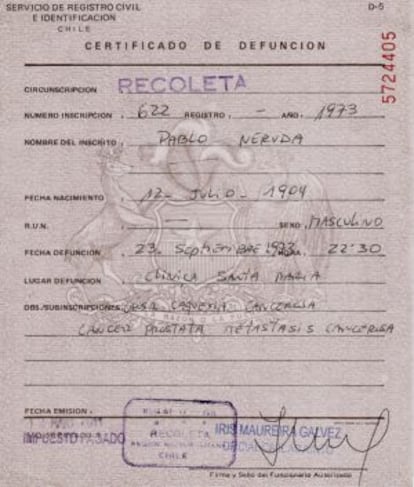 SERVICIO DE REGISTRO CIVIL
E IDENTIFICACION
CHILE
D-5
CERTIFICADO DE DEFUNCION
5724405
CIRCUNSCRIPCION RECOLETA
NUMERO INSCRIPCION . 622 REGISTRO . - AÑO. 1973
NOMBRE DEL INSCRITO . PABLO NERUDA
FECHA NACIMIENTO . 12- JULIO- 1904
R.U.N. . — SEXO . MASCULINO
FECHA DEFUNCION . 23. Septiembre 1973. 22:30
LUGAR DEFUNCION . CLINICA SANTA MARIA
OBS./SUBINSCRIPCIONES CAQUEXIA CANCEROSA
CANCER PROSTATA METASTASIS CANCEROSA
FECHA EMISION .
IMPUESTO PAGADO
RECOLETA
CHILE
IRIS MAUREIRA GALVEZ
Firma y Sello del Funcionario Autorizado